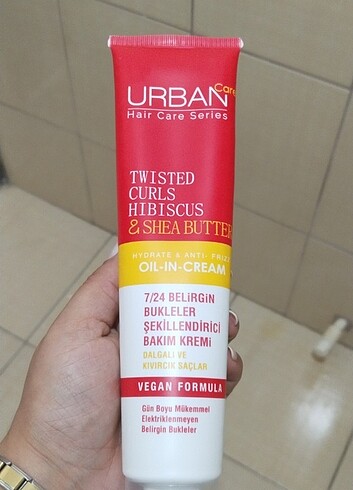 URBAN Care
Hair Care Series
TWISTED
CURLS
HIBISCUS
& SHEA BUTTER
HYDRATE & ANTI- FRIZZ
OIL-IN-CREAM
7/24 BELİRGİN
BUKLELER
ŞEKİLLENDİRİCİ
BAKIM KREMİ
DALGALI VE
KIVIRCIK SAÇLAR
VEGAN FORMULA
Gün Boyu Mükemmel
Elektriklenmeyen
Belirgin Bukleler